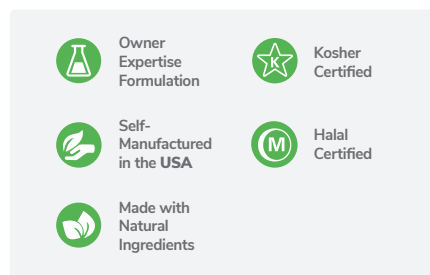 Owner
Expertise
Formulation
K
Kosher
Certified
Self-
Manufactured
in the USA
M
Halal
Certified
Made with
Natural
Ingredients